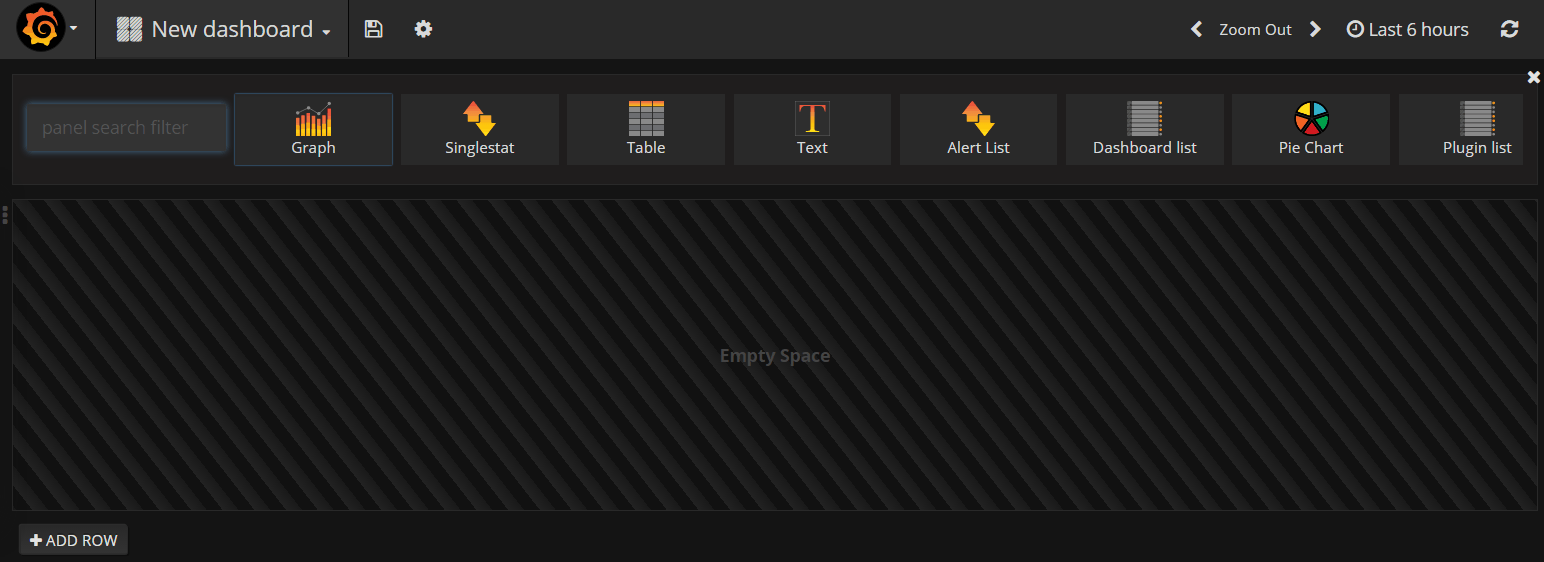 New dashboard
Zoom Out
Last 6 hours
panel search filter
Graph
Singlestat
Table
T
Text
Alert List
Dashboard list
Pie Chart
Plugin list
Empty Space
ADD ROW